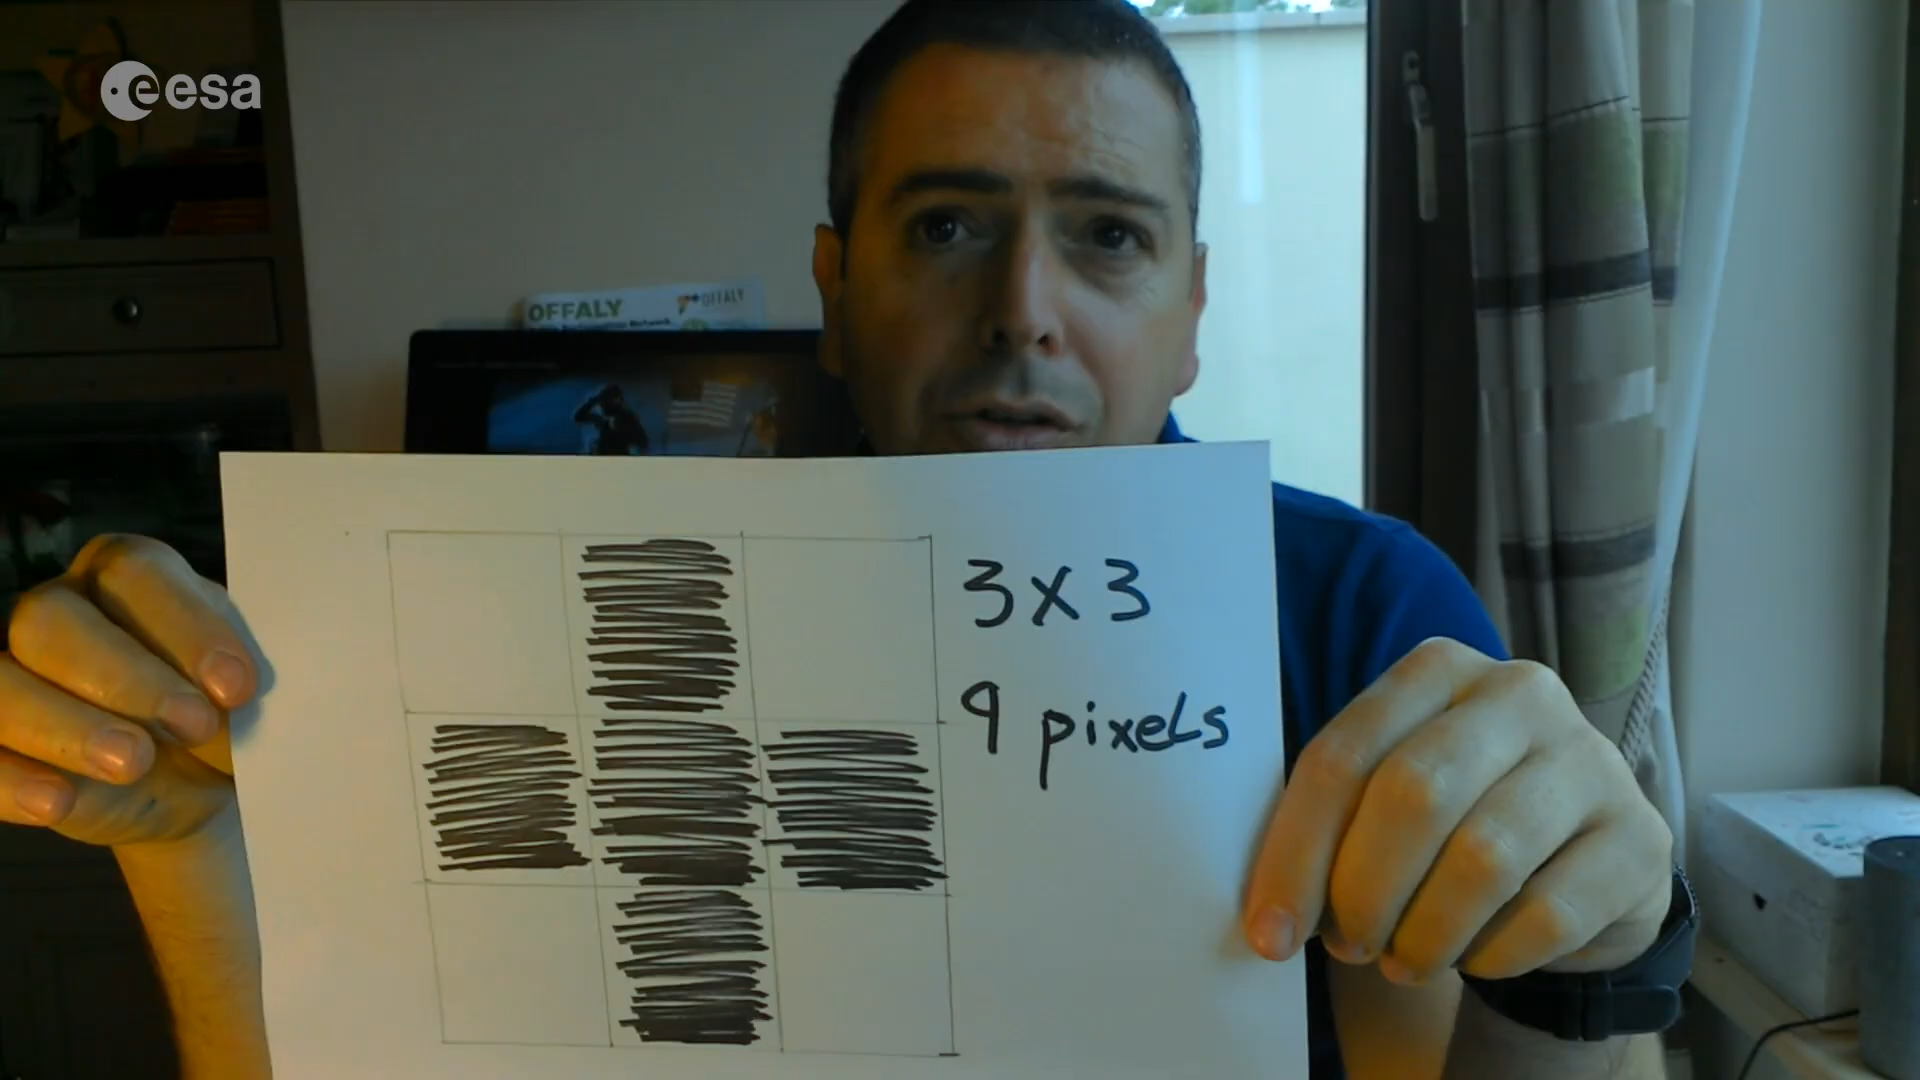 esa
OFFALY
OFFALY
3 x 3
9 pixels